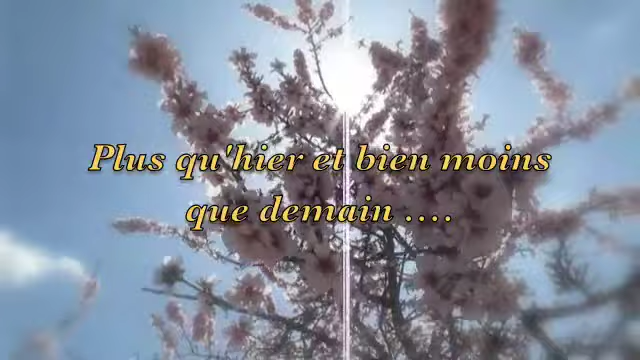 Plus qu'hier et bien moins
que demain ....